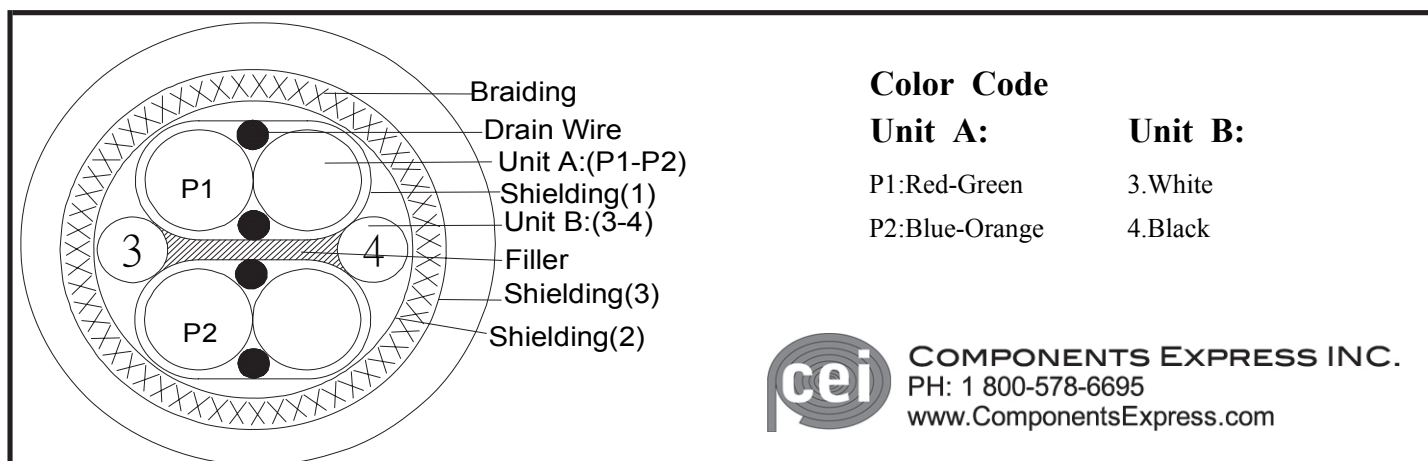 Braiding
Drain Wire
Unit A:(P1-P2)
Shielding(1)
Unit B:(3-4)
Filler
Shielding(3)
Shielding(2)
P1
3
4
P2
Color Code
Unit A: Unit B:
P1:Red-Green 3.White
P2:Blue-Orange 4.Black
cei
COMPONENTS EXPRESS INC.
PH: 1 800-578-6695
www.ComponentsExpress.com